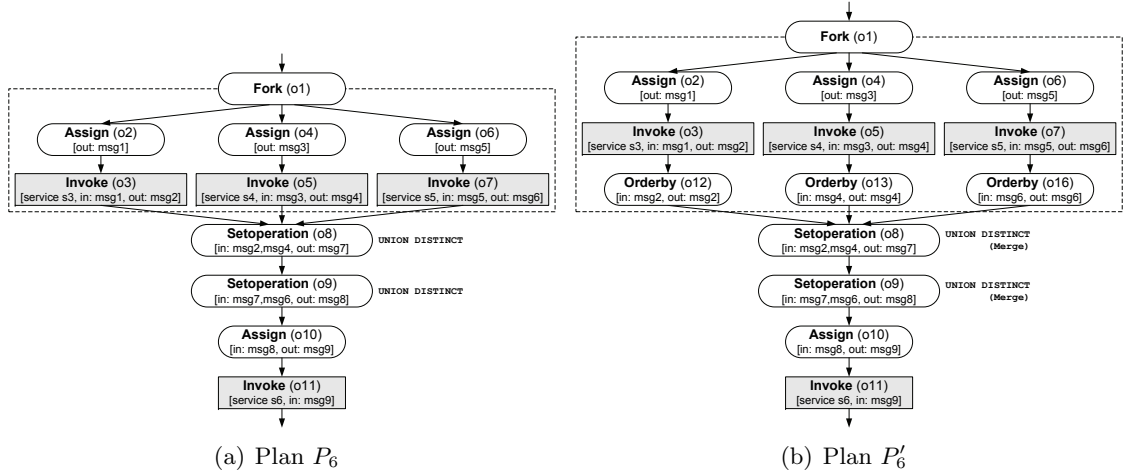 Fork (o1)
Assign (o2)
[out: msg1]
Assign (o4)
[out: msg3]
Assign (o6)
[out: msg5]
Invoke (o3)
[service s3, in: msg1, out: msg2]
Invoke (o5)
[service s4, in: msg3, out: msg4]
Invoke (o7)
[service s5, in: msg5, out: msg6]
Setoperation (o8)
[in: msg2,msg4, out: msg7]
UNION DISTINCT
Setoperation (o9)
[in: msg7,msg6, out: msg8]
UNION DISTINCT
Assign (o10)
[in: msg8, out: msg9]
Invoke (o11)
[service s6, in: msg9]
(a) Plan P6
Fork (o1)
Assign (o2)
[out: msg1]
Assign (o4)
[out: msg3]
Assign (o6)
[out: msg5]
Invoke (o3)
[service s3, in: msg1, out: msg2]
Invoke (o5)
[service s4, in: msg3, out: msg4]
Invoke (o7)
[service s5, in: msg5, out: msg6]
Orderby (o12)
[in: msg2, out: msg2]
Orderby (o13)
[in: msg4, out: msg4]
Orderby (o16)
[in: msg6, out: msg6]
Setoperation (o8)
[in: msg2,msg4, out: msg7]
UNION DISTINCT
(Merge)
Setoperation (o9)
[in: msg7,msg6, out: msg8]
UNION DISTINCT
(Merge)
Assign (o10)
[in: msg8, out: msg9]
Invoke (o11)
[service s6, in: msg9]
(b) Plan P6′